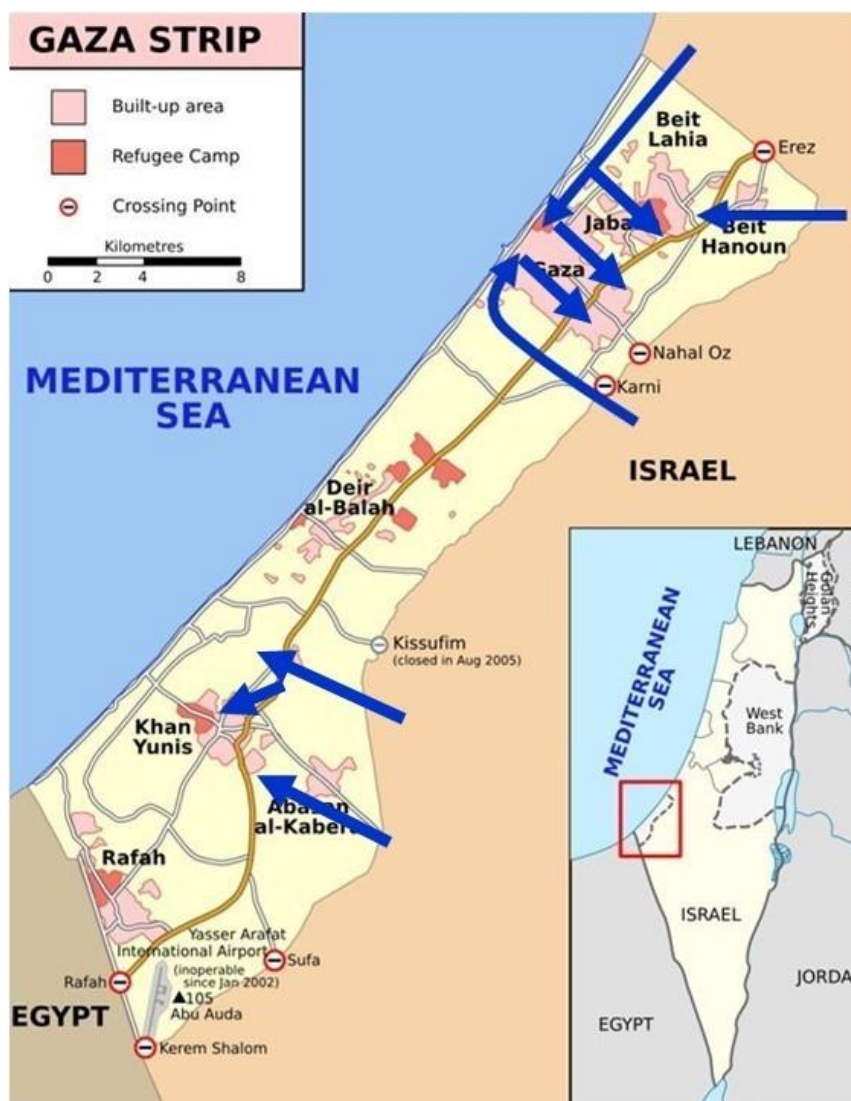 GAZA STRIP
Built-up area
Refugee Camp
Crossing Point
Kilometres
0 2 4 8
Beit
Lahia
Erez
Beit
Hanoun
Gaza
Nahal Oz
Karni
MEDITERRANEAN
SEA
ISRAEL
Deir
al-Balah
Kissufim
(closed in Aug 2005)
Khan
Yunis
al-Kabera
Rafah
Yasser Arafat
International Airport
(inoperable
since Jan 2002)
Sufa
Rafah
105
Abu Auda
EGYPT
Kerem Shalom
LEBANON
Golan
Heights
MEDITERRANEAN
SEA
West
Bank
ISRAEL
JORDA
EGYPT